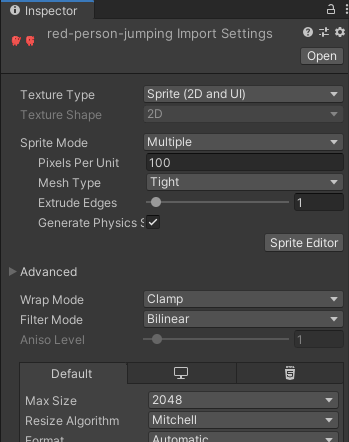 Inspector
red-person-jumping Import Settings
Open
Texture Type Sprite (2D and UI)
Texture Shape 2D
Sprite Mode Multiple
Pixels Per Unit 100
Mesh Type Tight
Extrude Edges 1
Generate Physics S
Sprite Editor
Advanced
Wrap Mode Clamp
Filter Mode Bilinear
Aniso Level 1
Default
Max Size 2048
Resize Algorithm Mitchell
Format Automatic